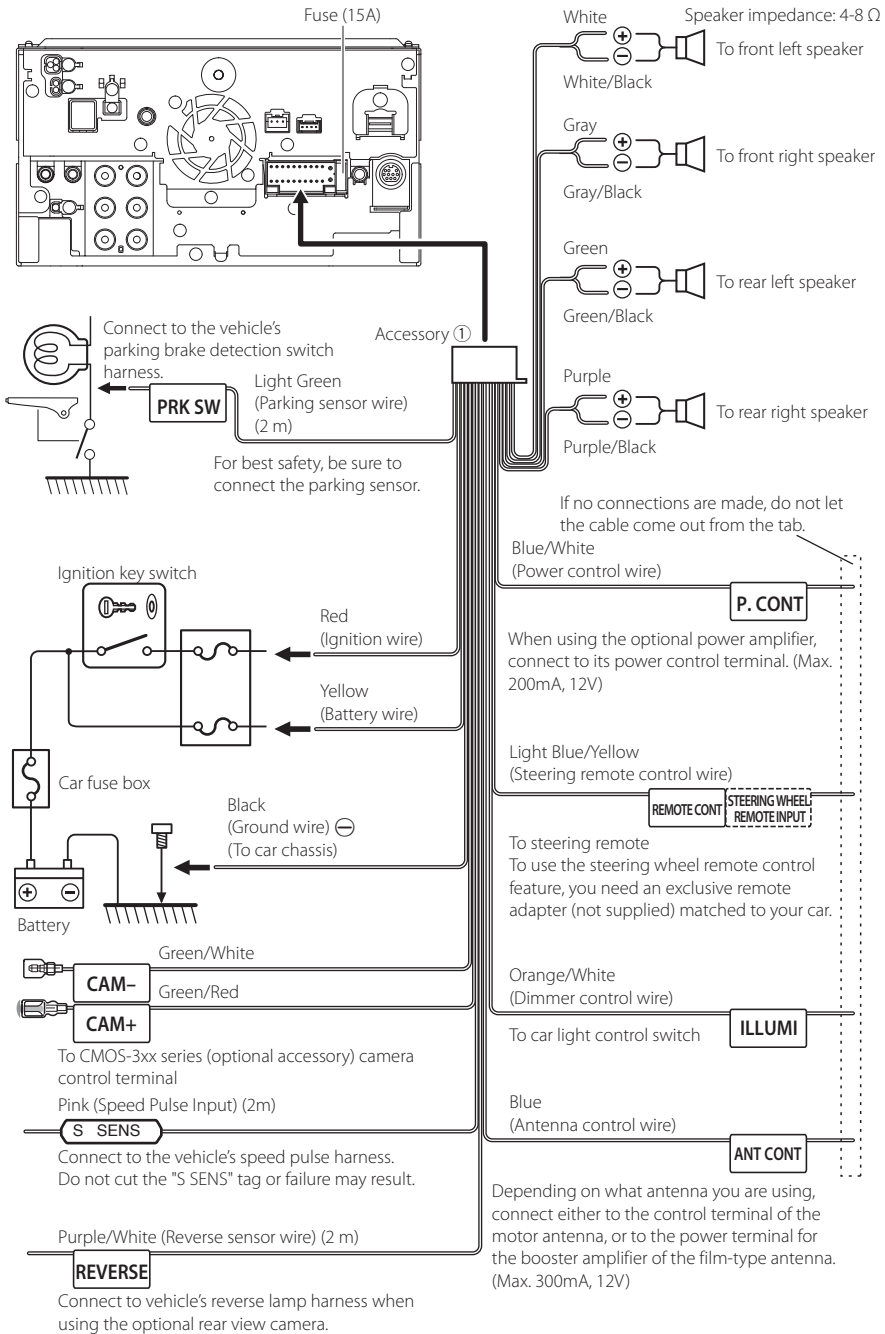 Fuse (15A)
White
Speaker impedance: 4-8 Ω
⊕
⊖
To front left speaker
White/Black
Gray
⊕
⊖
To front right speaker
Gray/Black
Green
⊕
⊖
To rear left speaker
Green/Black
Purple
⊕
⊖
To rear right speaker
Purple/Black
Accessory ①
Connect to the vehicle's
parking brake detection switch
harness.
PRK SW
Light Green
(Parking sensor wire)
(2 m)
For best safety, be sure to
connect the parking sensor.
If no connections are made, do not let
the cable come out from the tab.
Blue/White
(Power control wire)
P. CONT
When using the optional power amplifier,
connect to its power control terminal. (Max.
200mA, 12V)
Ignition key switch
Red
(Ignition wire)
Yellow
(Battery wire)
Car fuse box
Black
(Ground wire) ⊖
(To car chassis)
⊕
⊖
Battery
Light Blue/Yellow
(Steering remote control wire)
REMOTE CONT
STEERING WHEEL
REMOTE INPUT
To steering remote
To use the steering wheel remote control
feature, you need an exclusive remote
adapter (not supplied) matched to your car.
Green/White
CAM–
Green/Red
CAM+
To CMOS-3xx series (optional accessory) camera
control terminal
Orange/White
(Dimmer control wire)
To car light control switch
ILLUMI
Pink (Speed Pulse Input) (2m)
S SENS
Connect to the vehicle's speed pulse harness.
Do not cut the "S SENS" tag or failure may result.
Blue
(Antenna control wire)
ANT CONT
Depending on what antenna you are using,
connect either to the control terminal of the
motor antenna, or to the power terminal for
the booster amplifier of the film-type antenna.
(Max. 300mA, 12V)
Purple/White (Reverse sensor wire) (2 m)
REVERSE
Connect to vehicle's reverse lamp harness when
using the optional rear view camera.